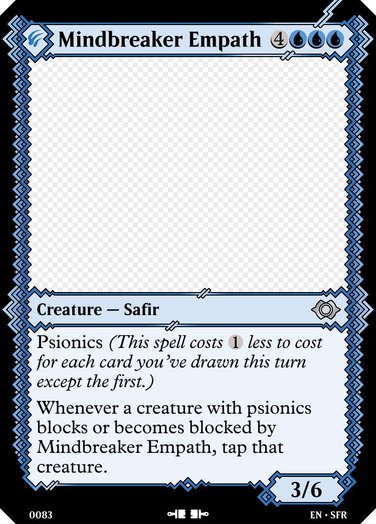 Mindbreaker Empath 4
Creature — Safir
Psionics (This spell costs 1 less to cost
for each card you've drawn this turn
except the first.)
Whenever a creature with psionics
blocks or becomes blocked by
Mindbreaker Empath, tap that
creature.
3/6
0083
EN • SFR